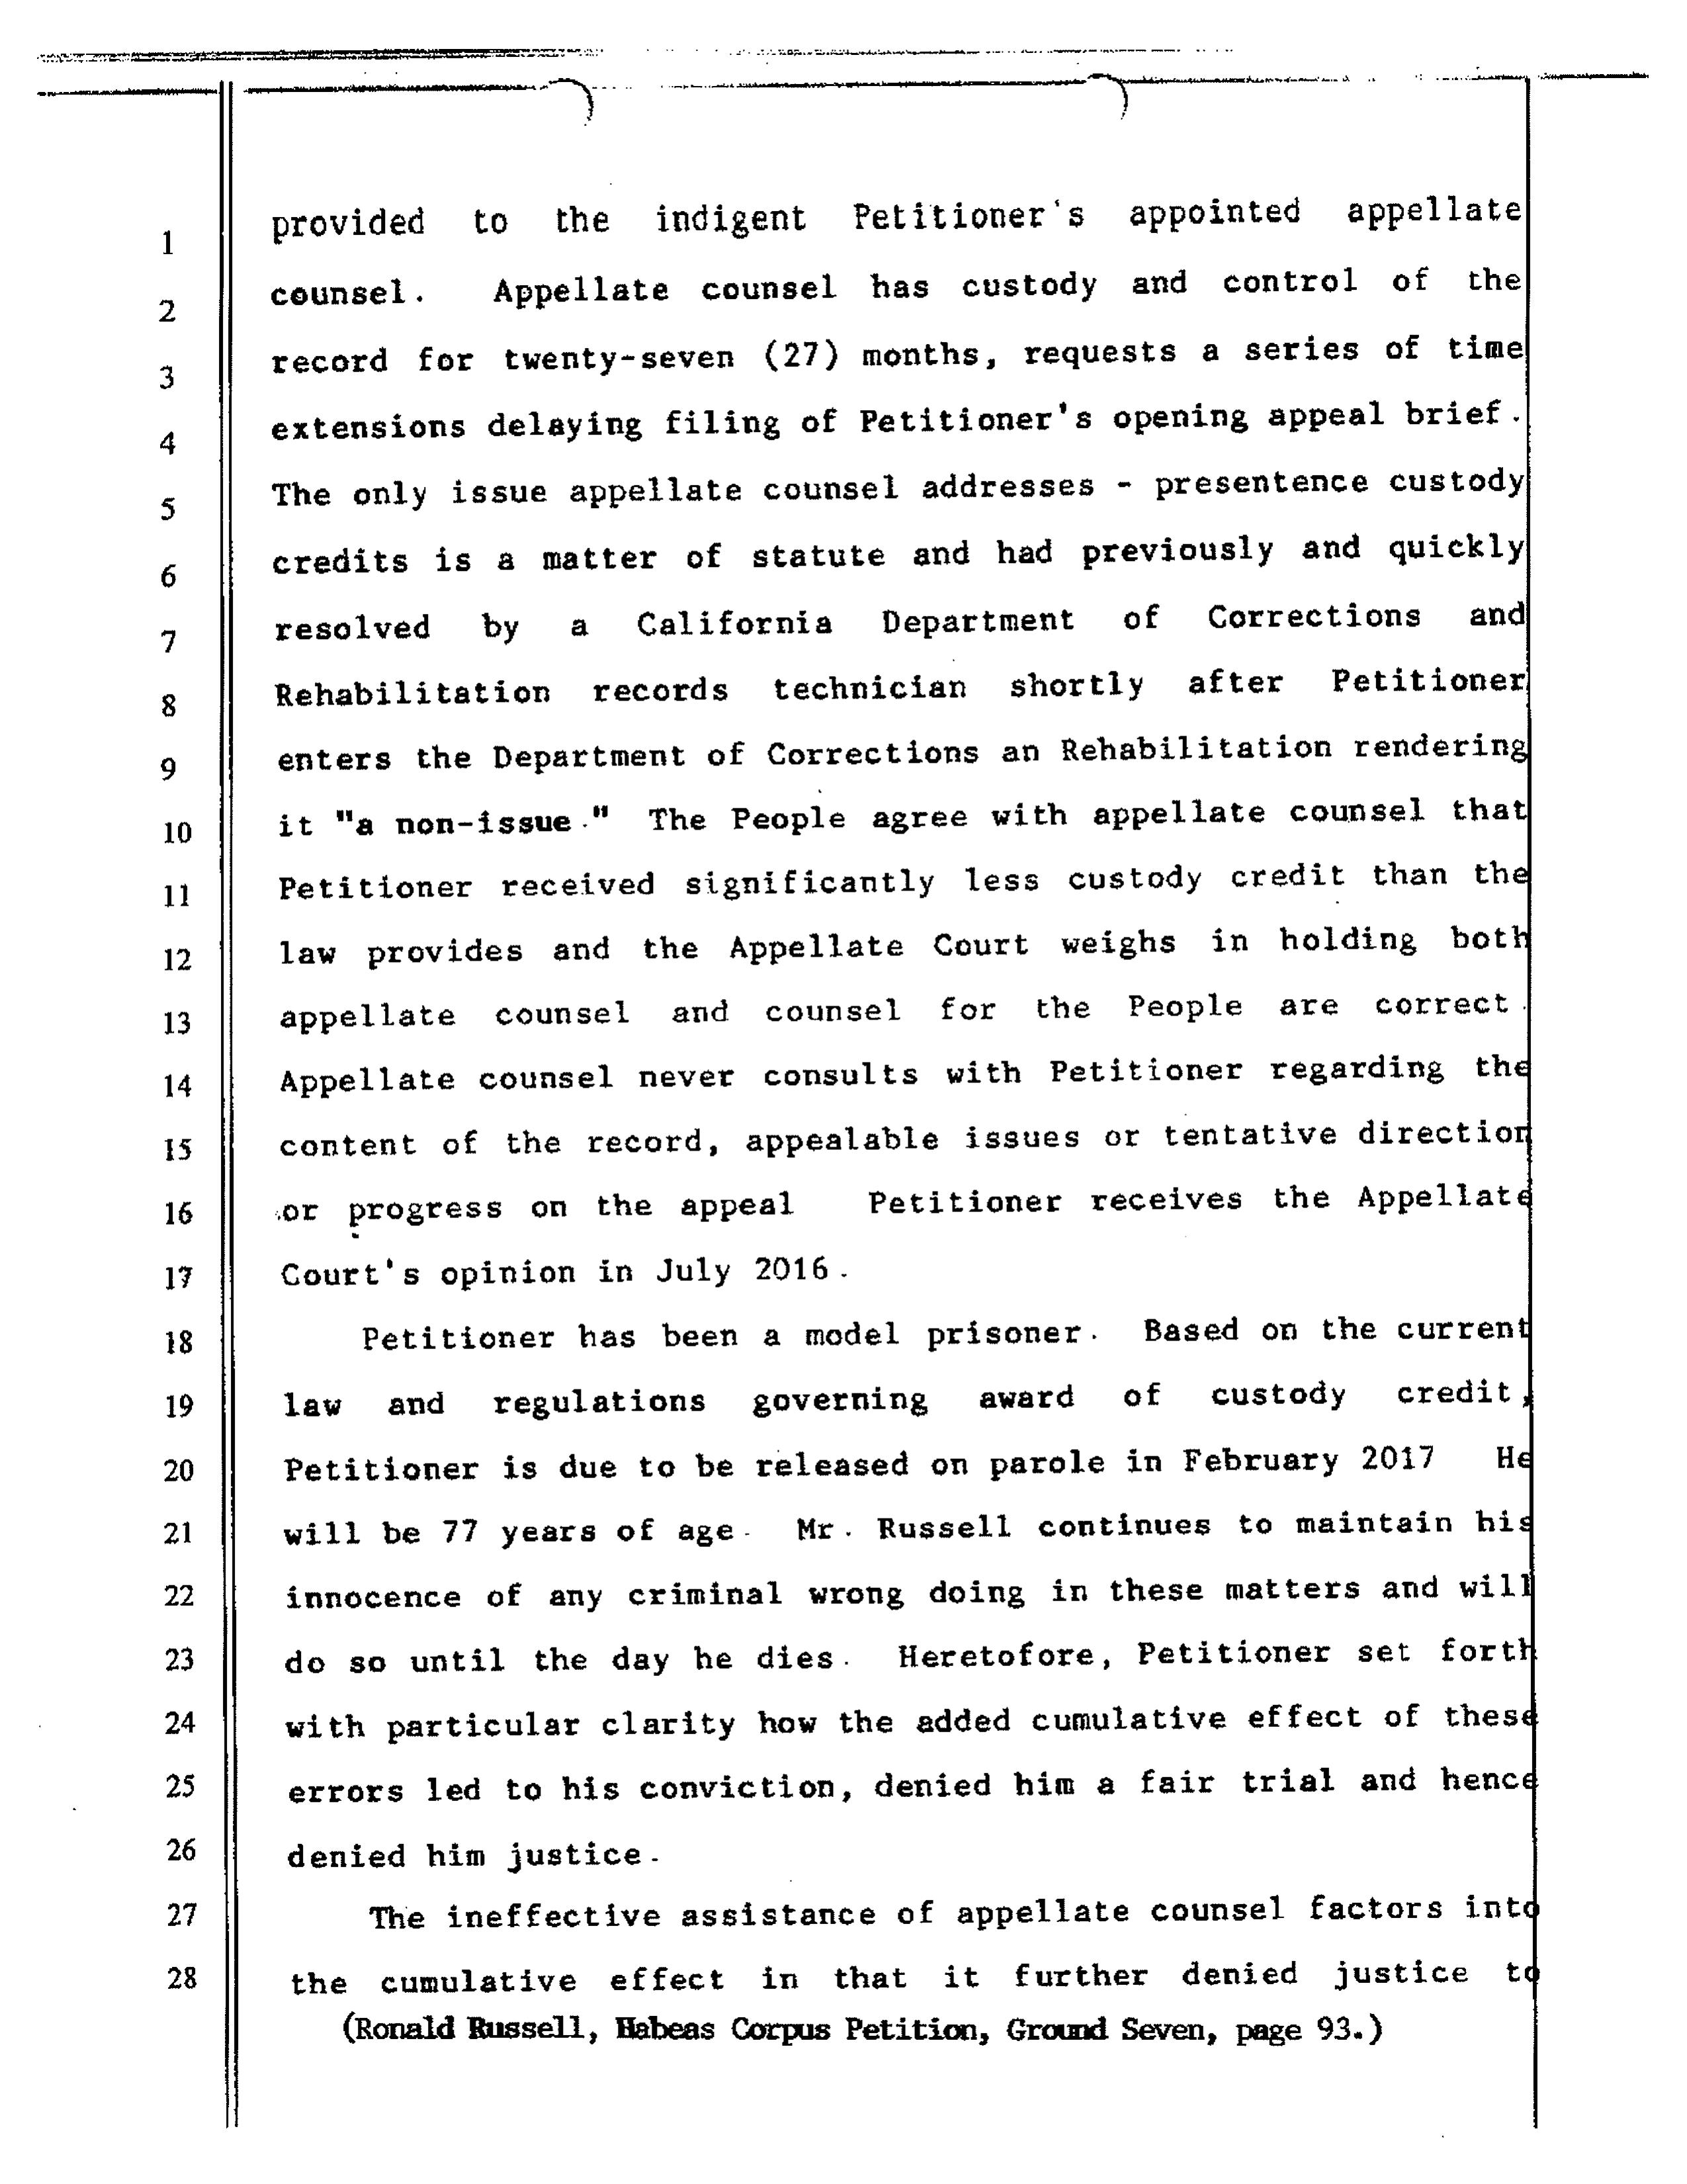 1 provided to the indigent Petitioner's appointed appellate
2 counsel. Appellate counsel has custody and control of the
3 record for twenty-seven (27) months, requests a series of time
4 extensions delaying filing of Petitioner's opening appeal brief.
5 The only issue appellate counsel addresses - presentence custody
6 credits is a matter of statute and had previously and quickly
7 resolved by a California Department of Corrections and
8 Rehabilitation records technician shortly after Petitioner
9 enters the Department of Corrections an Rehabilitation rendering
10 it "a non-issue." The People agree with appellate counsel that
11 Petitioner received significantly less custody credit than the
12 law provides and the Appellate Court weighs in holding both
13 appellate counsel and counsel for the People are correct.
14 Appellate counsel never consults with Petitioner regarding the
15 content of the record, appealable issues or tentative direction
16 or progress on the appeal Petitioner receives the Appellate
17 Court's opinion in July 2016.
18 Petitioner has been a model prisoner. Based on the current
19 law and regulations governing award of custody credit,
20 Petitioner is due to be released on parole in February 2017 He
21 will be 77 years of age. Mr. Russell continues to maintain his
22 innocence of any criminal wrong doing in these matters and will
23 do so until the day he dies. Heretofore, Petitioner set forth
24 with particular clarity how the added cumulative effect of these
25 errors led to his conviction, denied him a fair trial and hence
26 denied him justice.
27 The ineffective assistance of appellate counsel factors into
28 the cumulative effect in that it further denied justice to
(Ronald Russell, Habeas Corpus Petition, Ground Seven, page 93.)